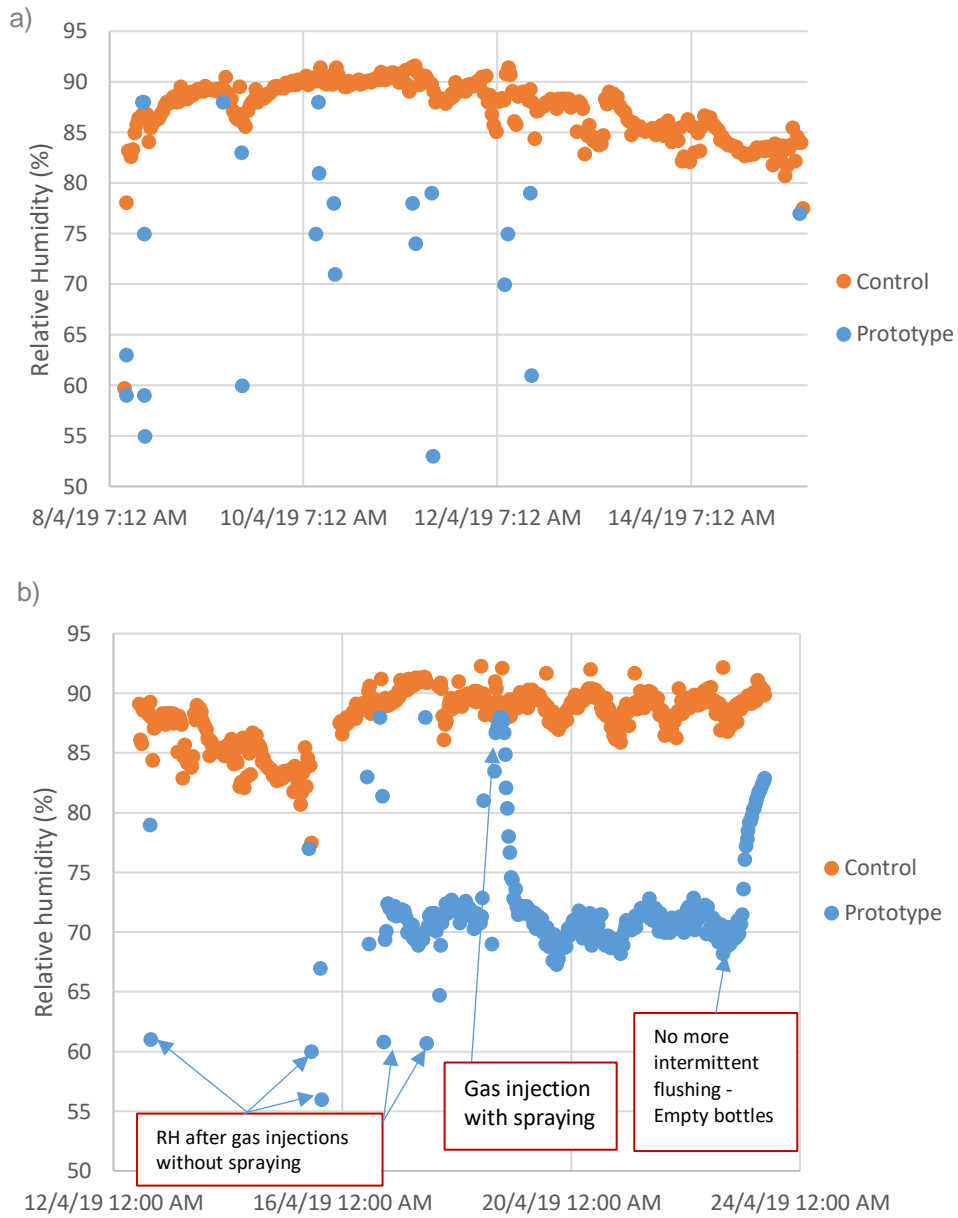 a)
95
90
85
80
75
70
65
60
55
50
Relative Humidity (%)
8/4/19 7:12 AM 10/4/19 7:12 AM 12/4/19 7:12 AM 14/4/19 7:12 AM
Control
Prototype
b)
95
90
85
80
75
70
65
60
55
50
Relative humidity (%)
12/4/19 12:00 AM 16/4/19 12:00 AM 20/4/19 12:00 AM 24/4/19 12:00 AM
Control
Prototype
RH after gas injections
without spraying
Gas injection
with spraying
No more
intermittent
flushing -
Empty bottles